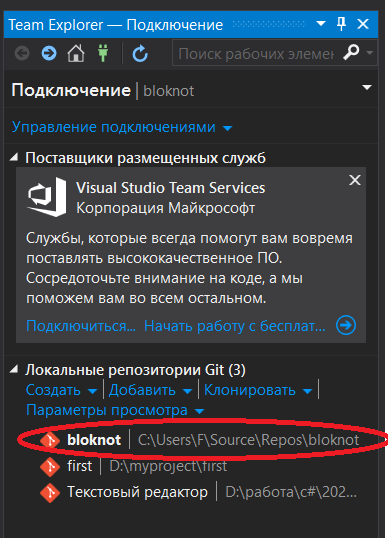 Team Explorer — Подключение
Поиск рабочих элемен
Подключение | bloknot
Управление подключениями
Поставщики размещенных служб
Visual Studio Team Services
Корпорация Майкрософт
Службы, которые всегда помогут вам вовремя
поставлять высококачественное ПО.
Сосредоточьте внимание на коде, а мы
поможем вам во всем остальном.
Подключиться... Начать работу с бесплат...
Локальные репозитории Git (3)
Создать | Добавить | Клонировать |
Параметры просмотра
bloknot | C:\Users\F\Source\Repos\bloknot
first | D:\myproject\first
Текстовый редактор | D:\работа\c#\202...